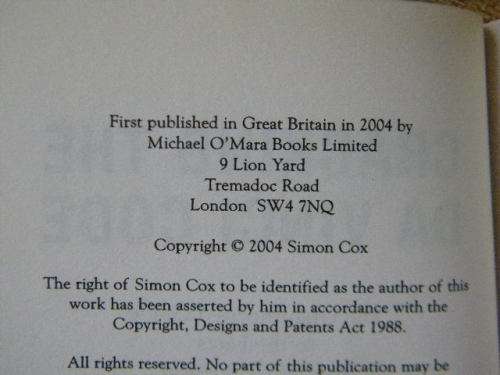 First published in Great Britain in 2004 by
Michael O'Mara Books Limited
9 Lion Yard
Tremadoc Road
London SW4 7NQ
Copyright © 2004 Simon Cox
The right of Simon Cox to be identified as the author of this
work has been asserted by him in accordance with the
Copyright, Designs and Patents Act 1988.
All rights reserved. No part of this publication may be